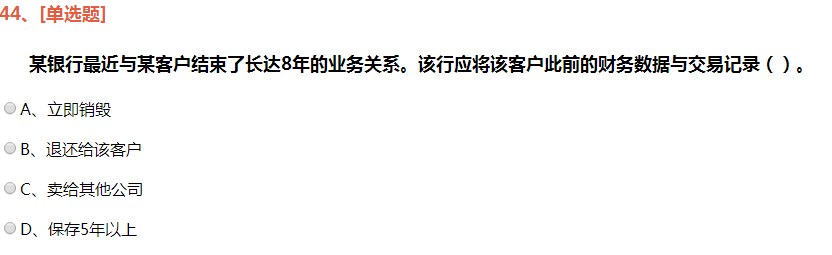 44、[单选题]
某银行最近与某客户结束了长达8年的业务关系。该行应将该客户此前的财务数据与交易记录（ ）。
A、立即销毁
B、退还给该客户
C、卖给其他公司
D、保存5年以上